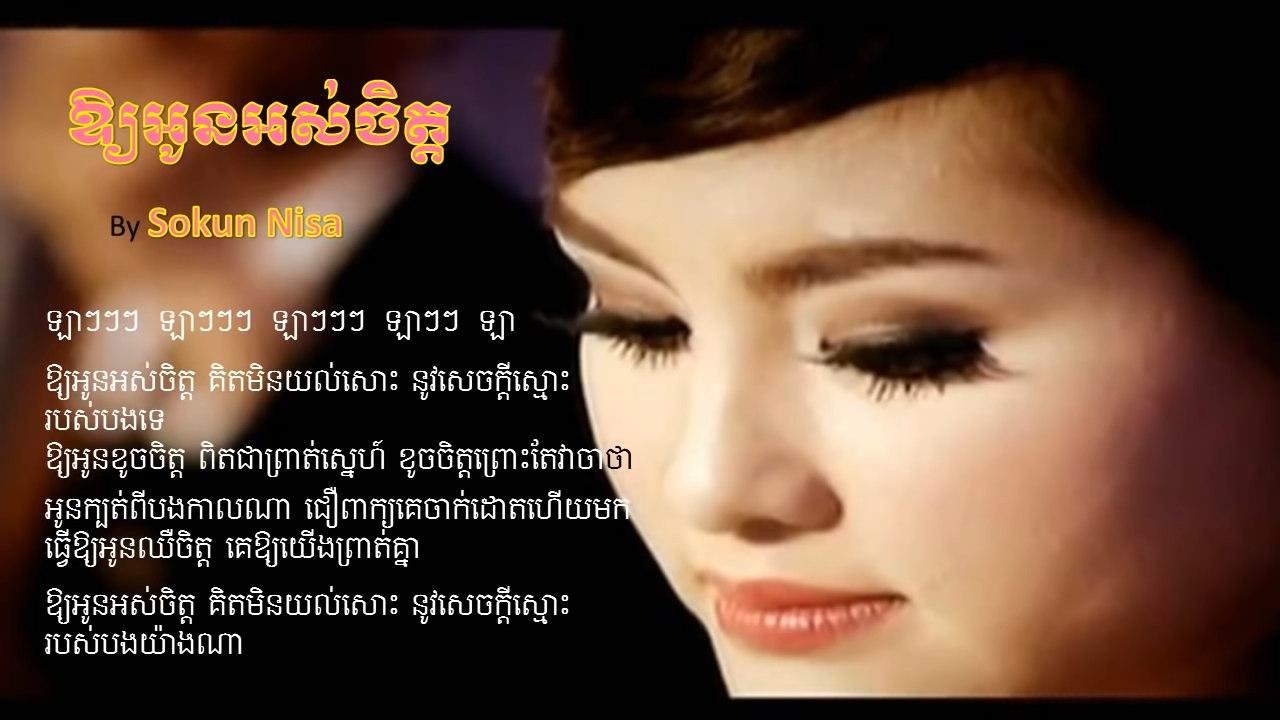 ឱ្យអូនអស់ចិត្ត
By Sokun Nisa
ឡាៗៗៗ ឡាៗៗៗ ឡាៗៗៗ ឡាៗៗ ឡា
ឱ្យអូនអស់ចិត្ត គិតមិនយល់សោះ នូវសេចក្ដីស្មោះ
របស់បងទេ
ឱ្យអូនខូចចិត្ត ពិតជាព្រាត់ស្នេហ៍ ខូចចិត្តព្រោះតែវាចាថា
អូនក្បត់ពីបងកាលណា ជឿពាក្យគេចាក់ដោតហើយមក
ធ្វើឱ្យអូនឈឺចិត្ត គេឱ្យយើងព្រាត់គ្នា
ឱ្យអូនអស់ចិត្ត គិតមិនយល់សោះ នូវសេចក្ដីស្មោះ
របស់បងយ៉ាងណា